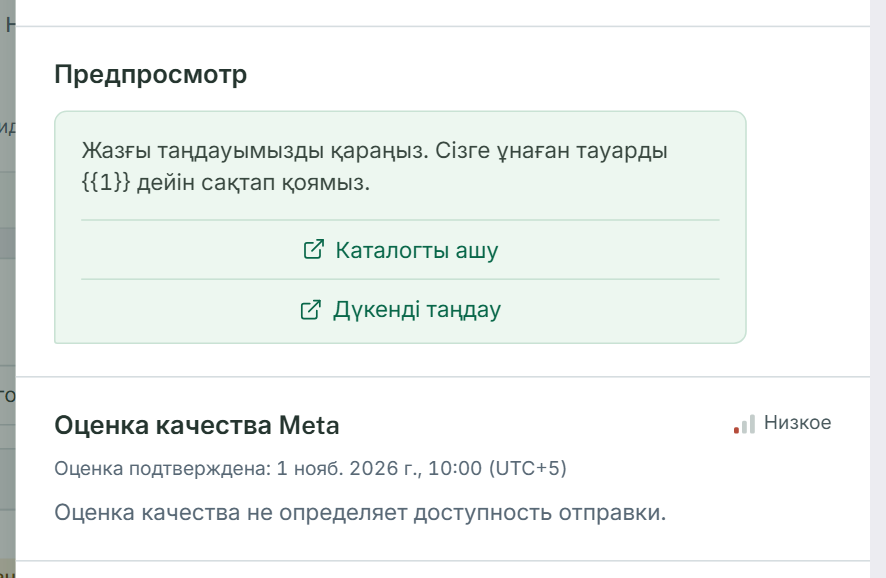 Предпросмотр
Жазғы таңдауымызды қараңыз. Сізге ұнаған тауарды
{{1}} дейін сақтап қоямыз.
Каталогты ашу
Дүкенді таңдау
Оценка качества Meta
Низкое
Оценка подтверждена: 1 нояб. 2026 г., 10:00 (UTC+5)
Оценка качества не определяет доступность отправки.